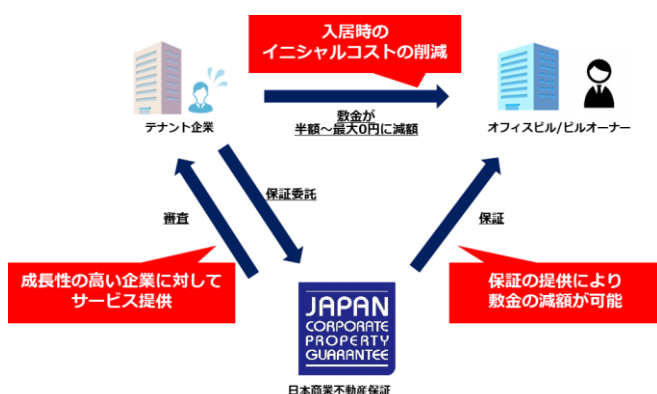 入居時の
イニシャルコストの削減
テナント企業
敷金が
半額～最大0円に減額
オフィスビル/ビルオーナー
審査
保証委託
保証
成長性の高い企業に対して
サービス提供
保証の提供により
敷金の減額が可能
JAPAN
CORPORATE
PROPERTY
GUARANTEE
日本商業不動産保証